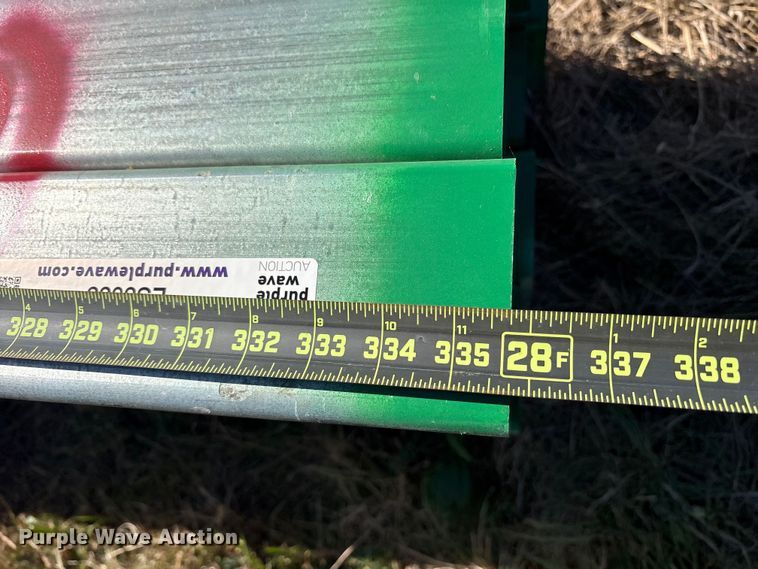 www.purplewave.com
purple
wave
AUCTION
4 5 6 7 8 9 10 11 1 2
328 329 330 331 332 333 334 335 28F 337 338
Purple Wave Auction